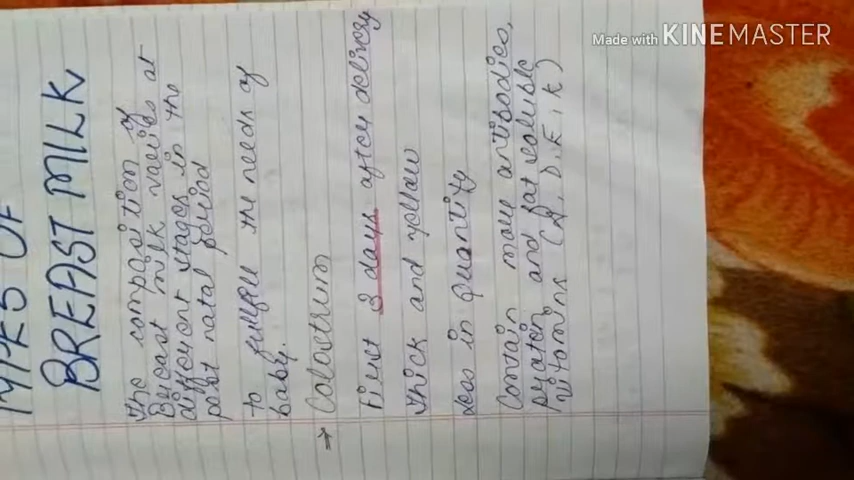 TYPES OF
BREAST MILK
The composition of
Breast milk varies at
different stages in the
post natal period
to fullfill the needs of
baby.
→ Colostrum
First 3 days after delivery
thick and yellow
Less in quantity
Contain more antibodies,
protein and fat soluble
vitamins (A, D, E, K)
Made with KINEMASTER